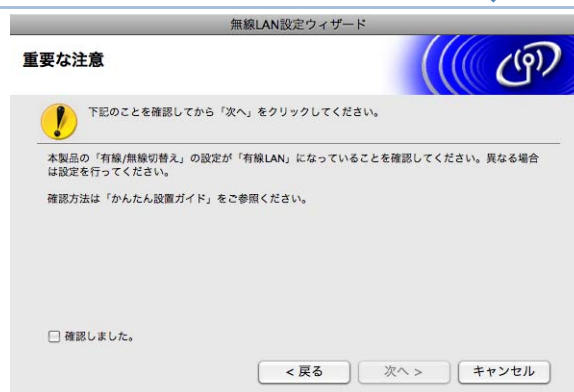 無線LAN設定ウィザード
重要な注意
下記のことを確認してから「次へ」をクリックしてください。
本製品の「有線/無線切替え」の設定が「有線LAN」になっていることを確認してください。異なる場合
は設定を行ってください。
確認方法は「かんたん設置ガイド」をご参照ください。
確認しました。
< 戻る
次へ >
キャンセル